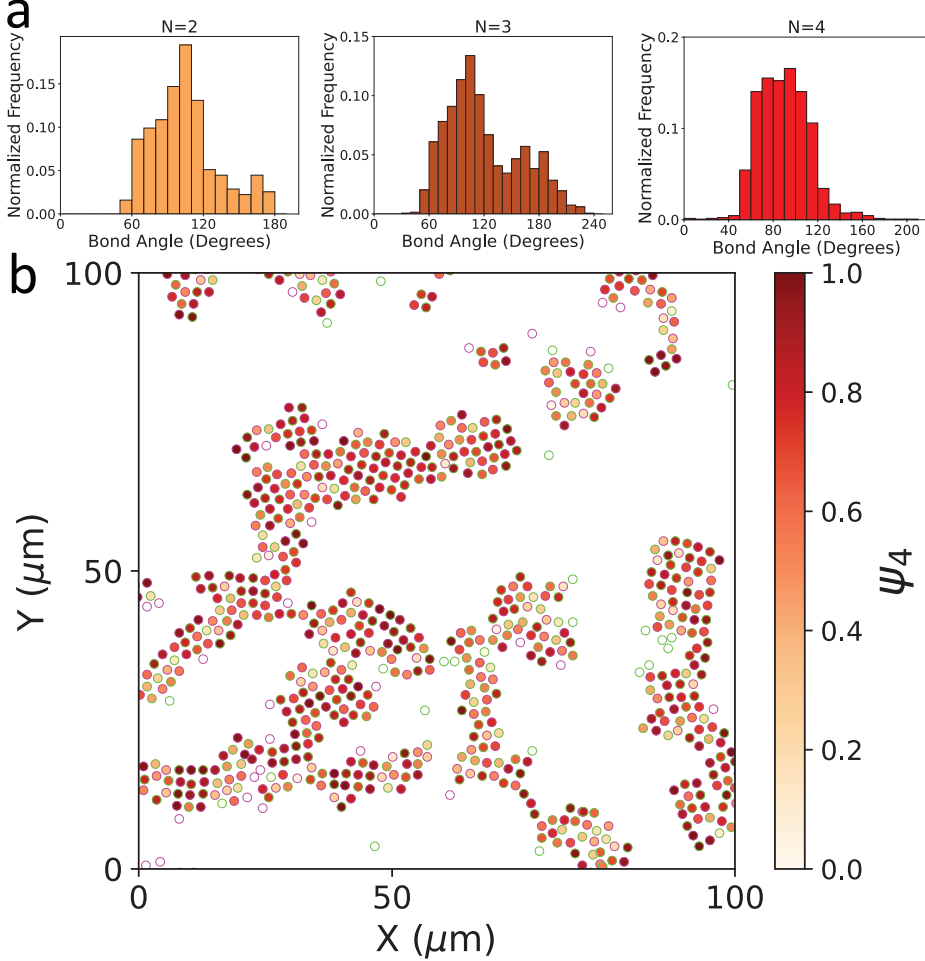 a
N=2
N=3
N=4
Normalized Frequency
0.15
0.10
0.05
0.00
0 60 120 180
Bond Angle (Degrees)
Normalized Frequency
0.15
0.10
0.05
0.00
0 60 120 180 240
Bond Angle (Degrees)
Normalized Frequency
0.2
0.1
0.0
0 40 80 120 160 200
Bond Angle (Degrees)
b
Y (μm)
100
50
0
0 50 100
X (μm)
1.0
0.8
0.6
0.4
0.2
0.0
ψ4